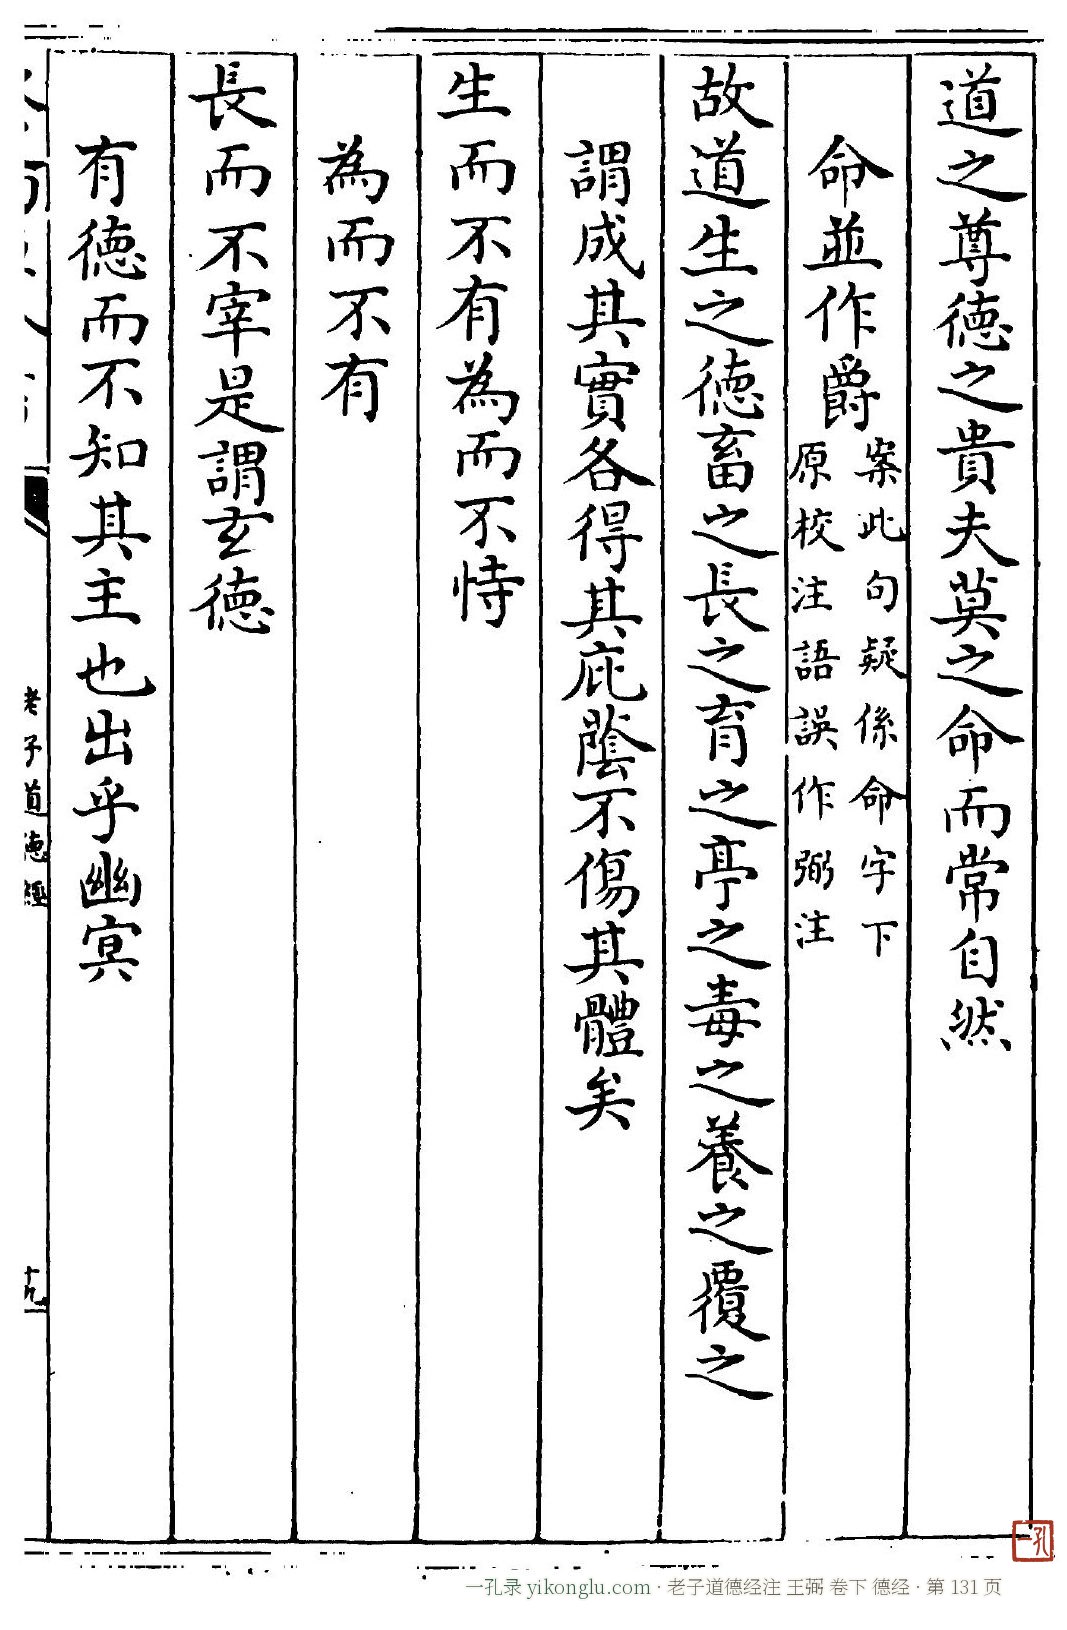 道之尊德之貴夫莫之命而常自然
命並作爵案此句疑係命字下
原校注語誤作弼注
故道生之德畜之長之育之亭之毒之養之覆之
謂成其實各得其庇蔭不傷其體矣
生而不有為而不恃
為而不有
長而不宰是謂玄德
有德而不知其主也出乎幽冥
老子道德經
十九
一孔
一孔录 yikonglu.com · 老子道德经注 王弼 卷下 德经 · 第 131 页